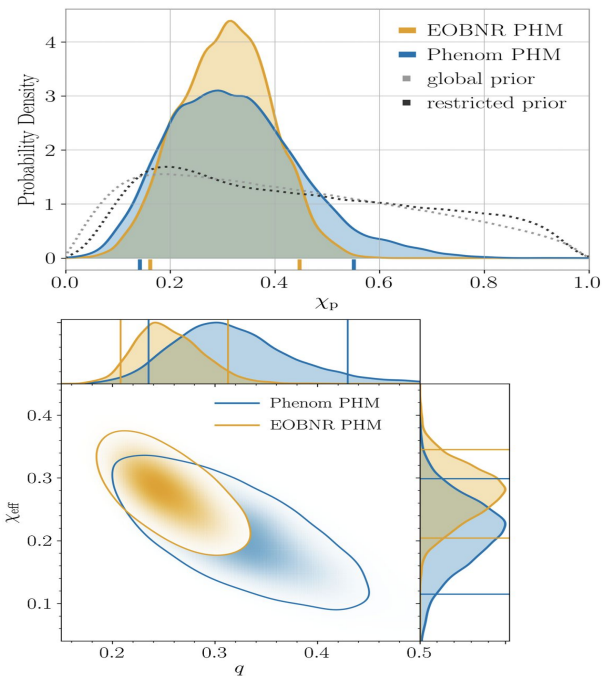 EOBNR PHM
Phenom PHM
global prior
restricted prior
Probability Density
4
3
2
1
0
0.0 0.2 0.4 0.6 0.8 1.0
χp
Phenom PHM
EOBNR PHM
χeff
0.4
0.3
0.2
0.1
0.2 0.3 0.4 0.5
q